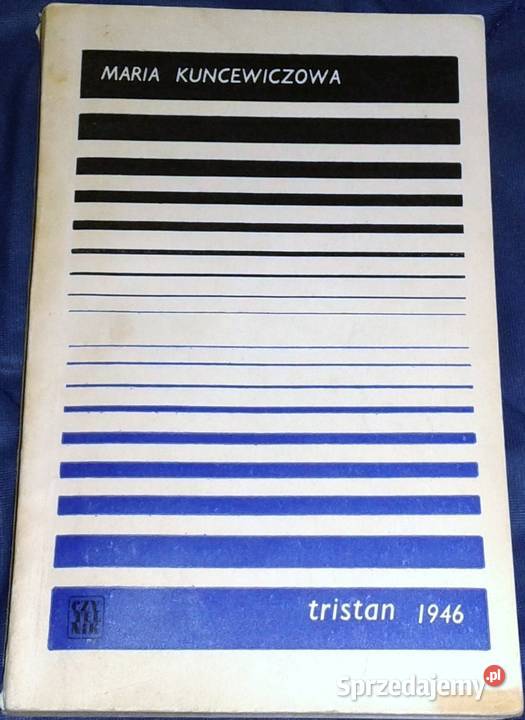 MARIA KUNCEWICZOWA
CZY
TEL
NIK
tristan 1946
Sprzedajemy.pl